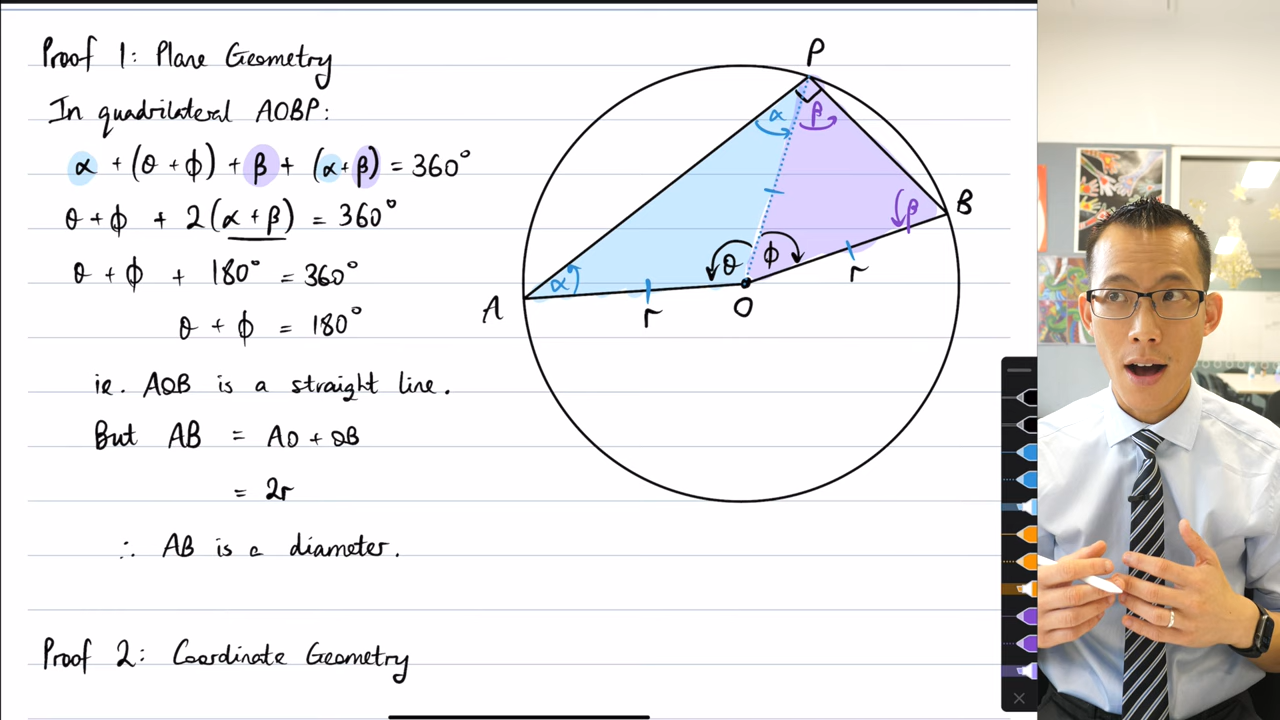 Proof 1: Plane Geometry
In quadrilateral AOBP:
α + (θ + ϕ) + β + (α+β) = 360°
θ + ϕ + 2(α + β) = 360°
θ + ϕ + 180° = 360°
θ + ϕ = 180°
ie. AOB is a straight line.
But AB = AO + OB
= 2r
∴ AB is a diameter.
Proof 2: Coordinate Geometry
P
α β
β B
θ ϕ
r
α
A r O